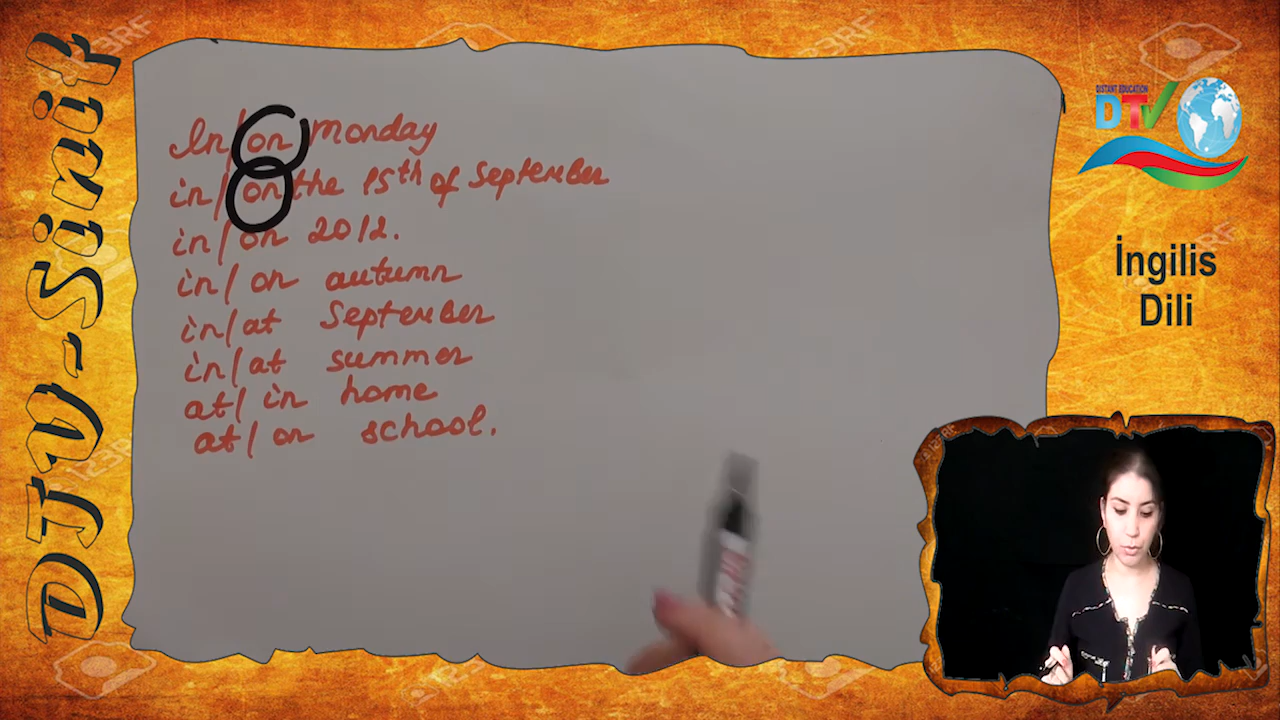 DTV-Sinif
In/on Monday
in/on the 15th of September
in/on 2012.
in/on autumn
in/at September
in/at summer
at/in home
at/on school.
DISTANT EDUCATION
DTV
İngilis
Dili
123RF